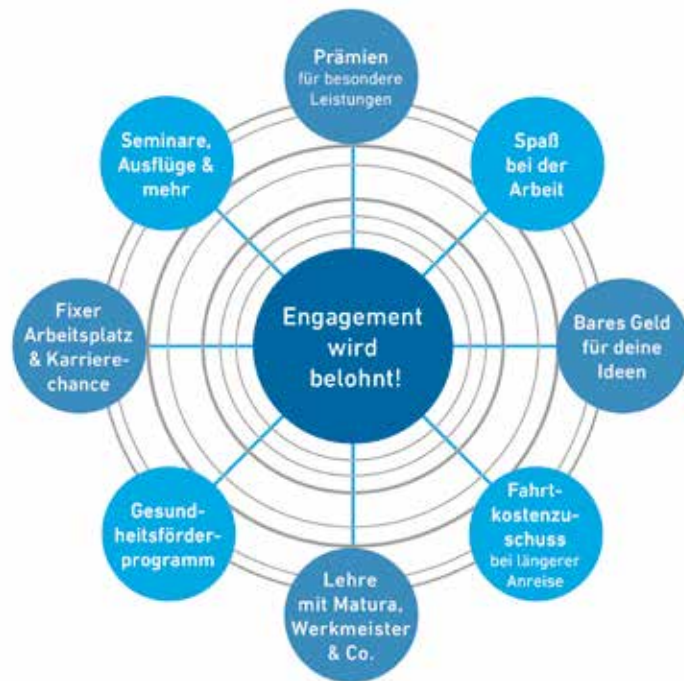 Prämien
für besondere
Leistungen
Spaß
bei der
Arbeit
Bares Geld
für deine
Ideen
Fahrt-
kostenzu-
schuss
bei längerer
Anreise
Lehre
mit Matura,
Werkmeister
& Co.
Gesund-
heitsförder-
programm
Fixer
Arbeitsplatz
& Karriere-
chance
Seminare,
Ausflüge &
mehr
Engagement
wird
belohnt!